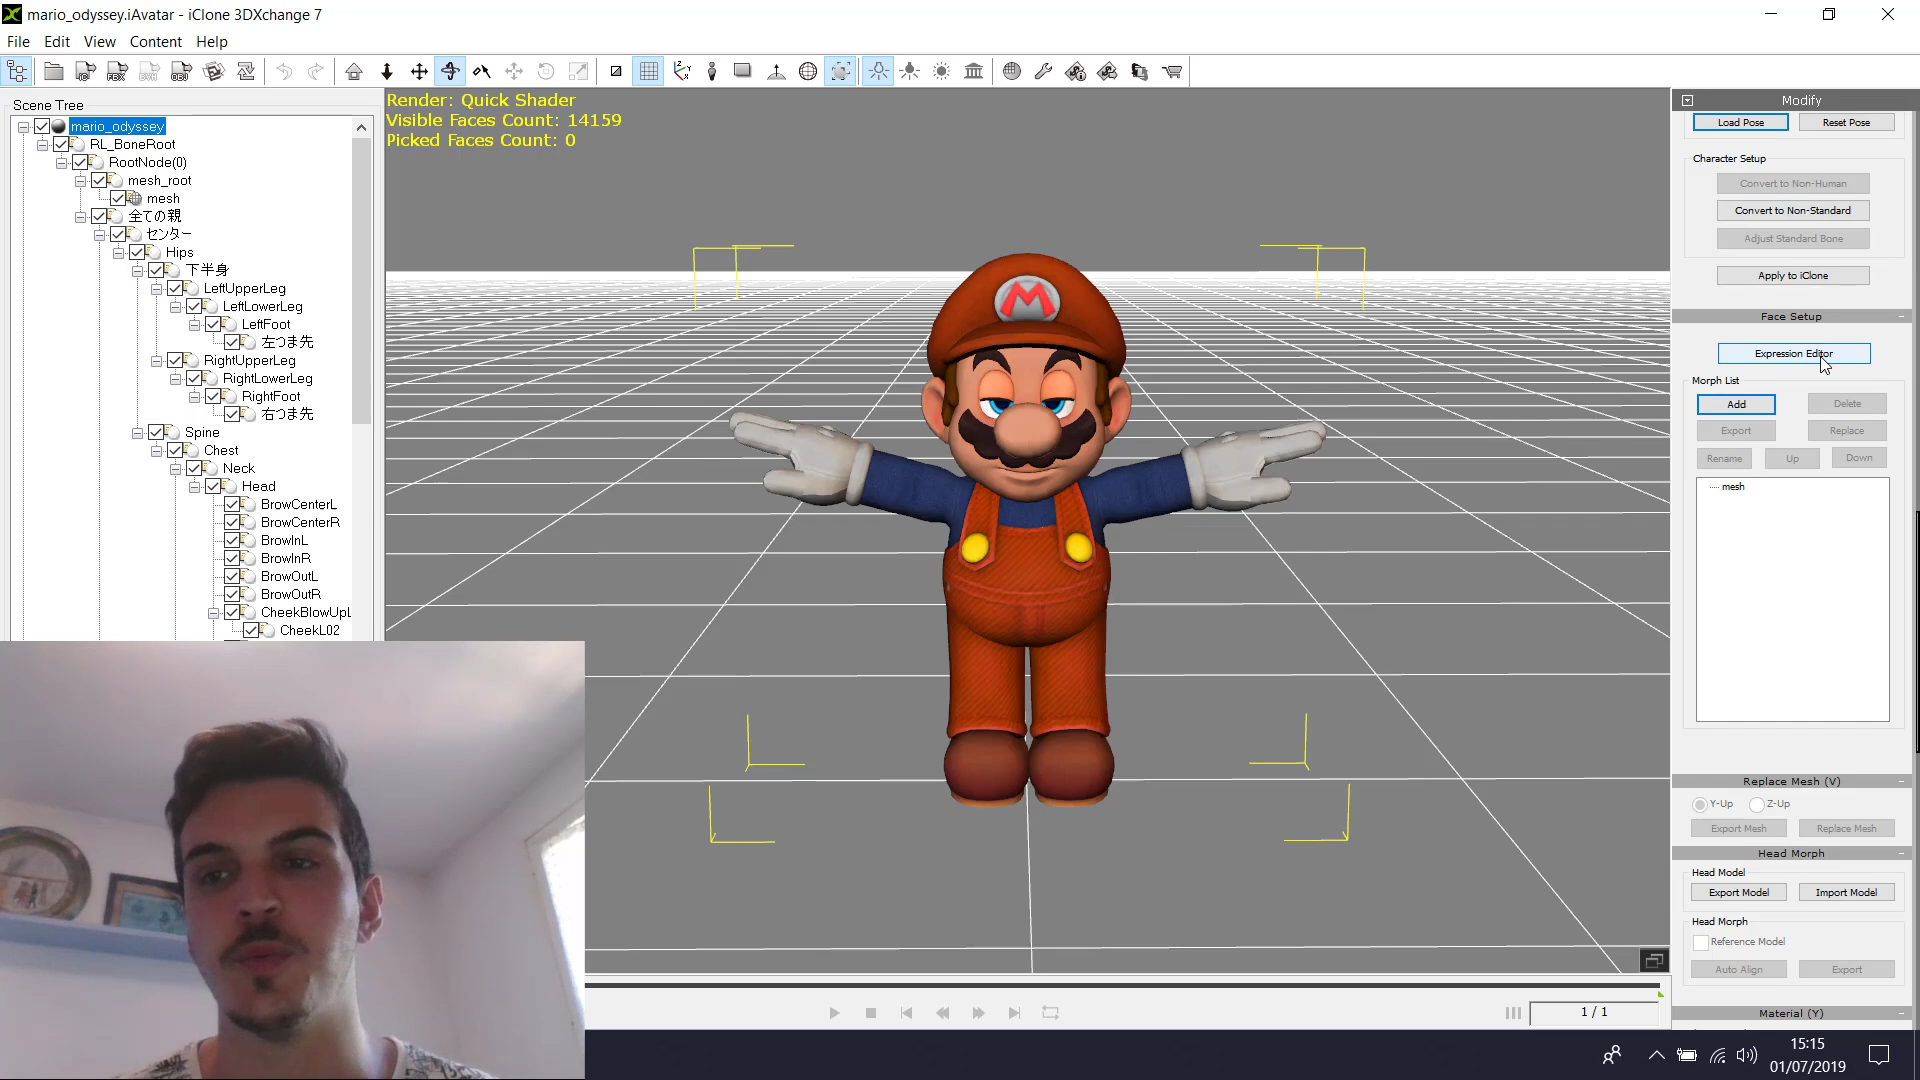 mario_odyssey.iAvatar - iClone 3DXchange 7
File Edit View Content Help
Scene Tree
mario_odyssey
RL_BoneRoot
RootNode(0)
mesh_root
mesh
全ての親
センター
Hips
下半身
LeftUpperLeg
LeftLowerLeg
LeftFoot
左つま先
RightUpperLeg
RightLowerLeg
RightFoot
右つま先
Spine
Chest
Neck
Head
BrowCenterL
BrowCenterR
BrowInL
BrowInR
BrowOutL
BrowOutR
CheekBlowUpL
CheekL02
Render: Quick Shader
Visible Faces Count: 14159
Picked Faces Count: 0
M
Modify
Load Pose Reset Pose
Character Setup
Convert to Non-Human
Convert to Non-Standard
Adjust Standard Bone
Apply to iClone
Face Setup
Expression Editor
Morph List
Add Delete
Export Replace
Rename Up Down
mesh
Replace Mesh (V)
Y-Up Z-Up
Export Mesh Replace Mesh
Head Morph
Head Model
Export Model Import Model
Head Morph
Reference Model
Auto Align Export
Material (Y)
1 / 1
15:15
01/07/2019